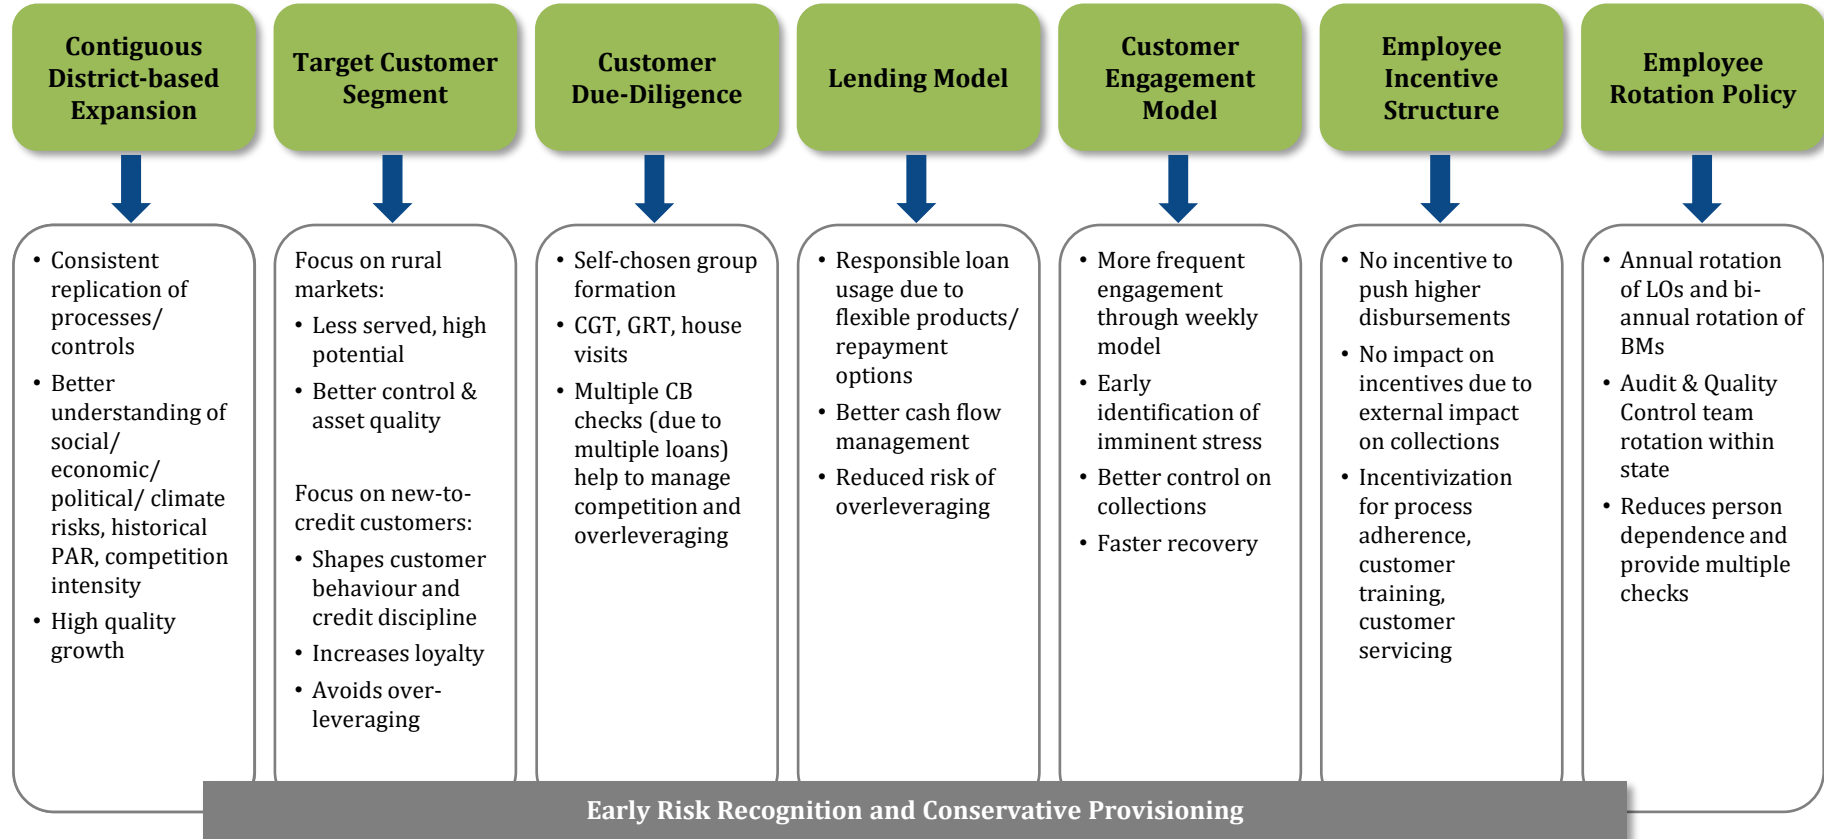 Contiguous
District-based
Expansion
Target Customer
Segment
Customer
Due-Diligence
Lending Model
Customer
Engagement
Model
Employee
Incentive
Structure
Employee
Rotation Policy
• Consistent
replication of
processes/
controls
• Better
understanding of
social/
economic/
political/ climate
risks, historical
PAR, competition
intensity
• High quality
growth
Focus on rural
markets:
• Less served, high
potential
• Better control &
asset quality
Focus on new-to-
credit customers:
• Shapes customer
behaviour and
credit discipline
• Increases loyalty
• Avoids over-
leveraging
• Self-chosen group
formation
• CGT, GRT, house
visits
• Multiple CB
checks (due to
multiple loans)
help to manage
competition and
overleveraging
• Responsible loan
usage due to
flexible products/
repayment
options
• Better cash flow
management
• Reduced risk of
overleveraging
• More frequent
engagement
through weekly
model
• Early
identification of
imminent stress
• Better control on
collections
• Faster recovery
• No incentive to
push higher
disbursements
• No impact on
incentives due to
external impact
on collections
• Incentivization
for process
adherence,
customer
training,
customer
servicing
• Annual rotation
of LOs and bi-
annual rotation of
BMs
• Audit & Quality
Control team
rotation within
state
• Reduces person
dependence and
provide multiple
checks
Early Risk Recognition and Conservative Provisioning